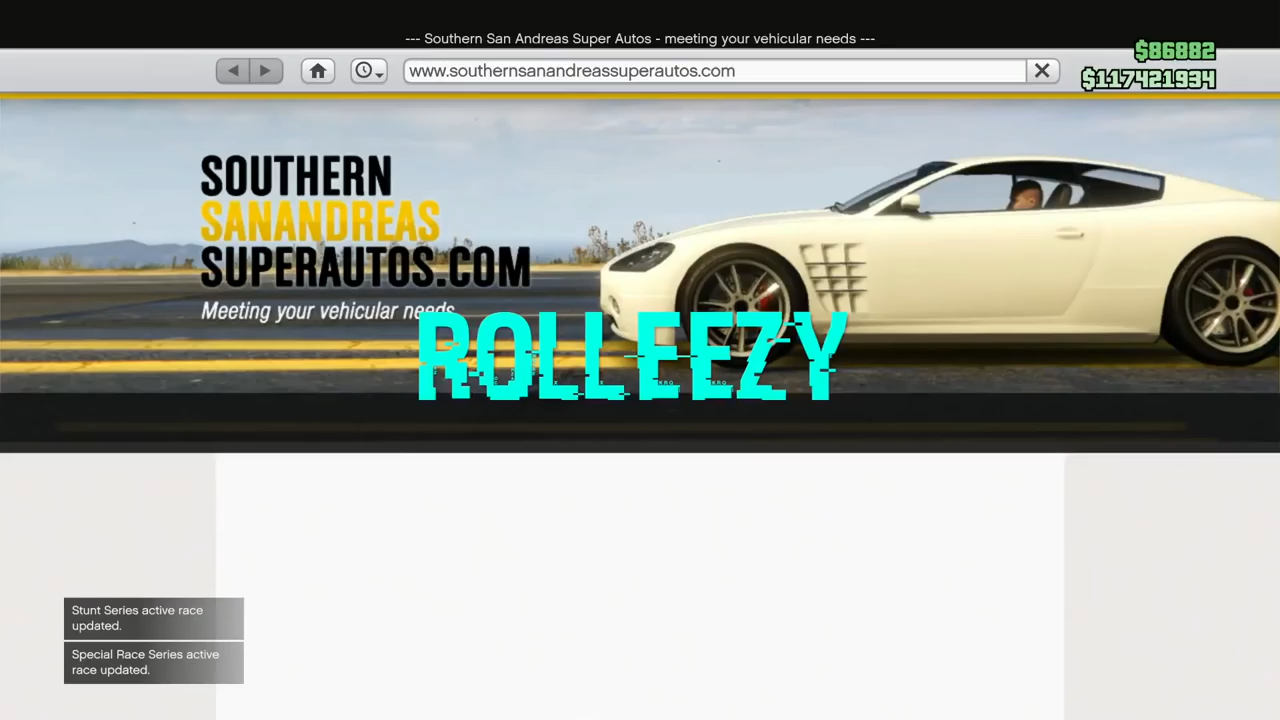 --- Southern San Andreas Super Autos - meeting your vehicular needs ---
$86882
www.southernsanandreassuperautos.com
$117421934
SOUTHERN
SANANDREAS
SUPERAUTOS.COM
Meeting your vehicular needs
ROLLEEZY
Stunt Series active race
updated.
Special Race Series active
race updated.